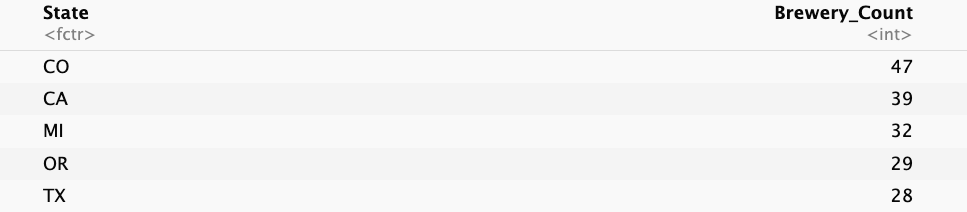 State Brewery_Count
<fctr> <int>
CO 47
CA 39
MI 32
OR 29
TX 28